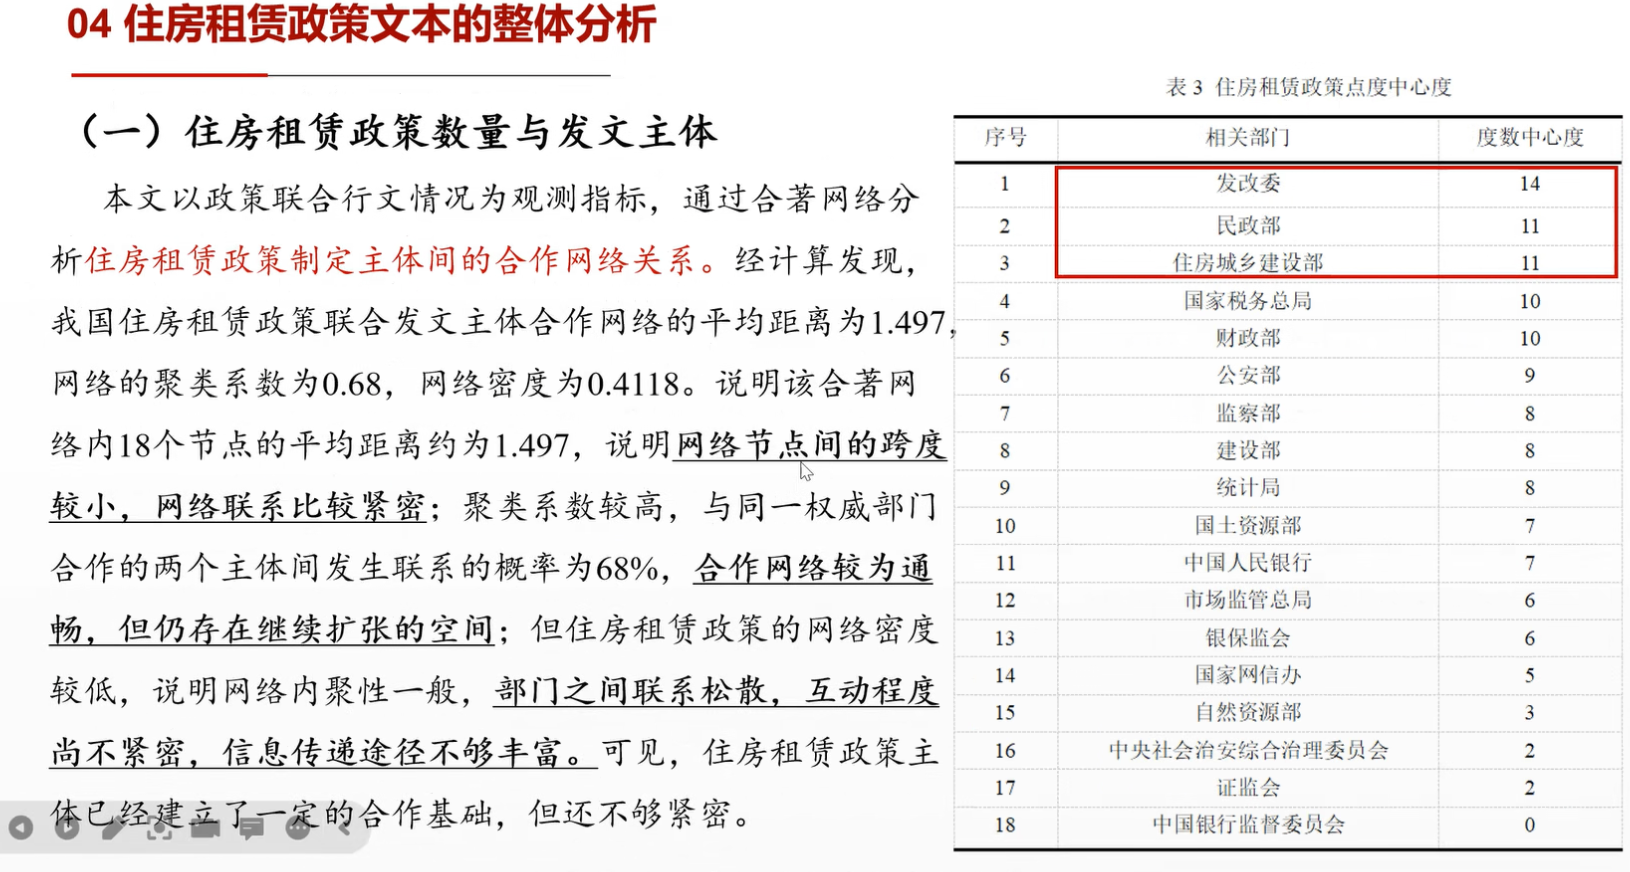 04 住房租赁政策文本的整体分析
（一）住房租赁政策数量与发文主体
本文以政策联合行文情况为观测指标，通过合著网络分
析住房租赁政策制定主体间的合作网络关系。经计算发现，
我国住房租赁政策联合发文主体合作网络的平均距离为1.497，
网络的聚类系数为0.68，网络密度为0.4118。说明该合著网
络内18个节点的平均距离约为1.497，说明网络节点间的跨度
较小，网络联系比较紧密；聚类系数较高，与同一权威部门
合作的两个主体间发生联系的概率为68%，合作网络较为通
畅，但仍存在继续扩张的空间；但住房租赁政策的网络密度
较低，说明网络内聚性一般，部门之间联系松散，互动程度
尚不紧密，信息传递途径不够丰富。可见，住房租赁政策主
体已经建立了一定的合作基础，但还不够紧密。
表 3 住房租赁政策点度中心度
序号 相关部门 度数中心度
1 发改委 14
2 民政部 11
3 住房城乡建设部 11
4 国家税务总局 10
5 财政部 10
6 公安部 9
7 监察部 8
8 建设部 8
9 统计局 8
10 国土资源部 7
11 中国人民银行 7
12 市场监管总局 6
13 银保监会 6
14 国家网信办 5
15 自然资源部 3
16 中央社会治安综合治理委员会 2
17 证监会 2
18 中国银行监督委员会 0